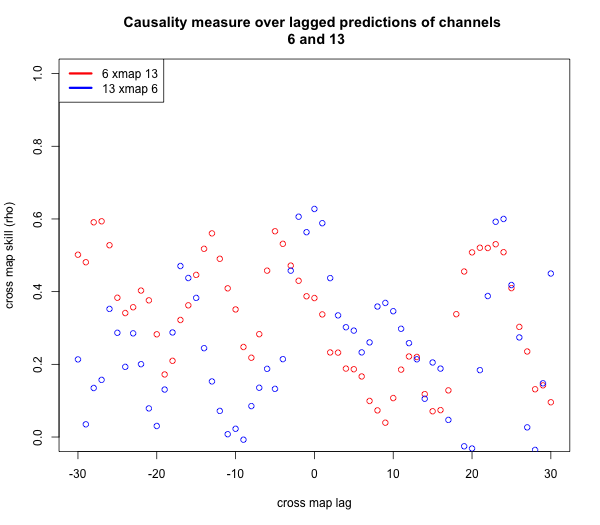 Causality measure over lagged predictions of channels
6 and 13
6 xmap 13
13 xmap 6
cross map skill (rho)
1.0
0.8
0.6
0.4
0.2
0.0
-30 -20 -10 0 10 20 30
cross map lag